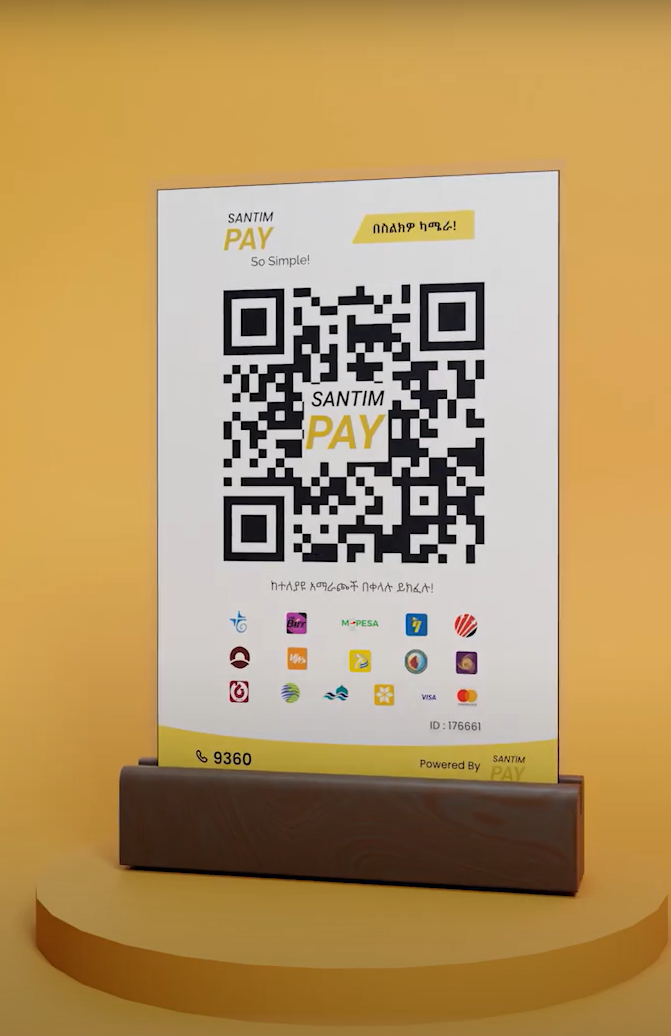 SANTIM
PAY
So Simple!
በስልክዎ ካሜራ!
SANTIM
PAY
ከተለያዩ አማራጮች በቀላሉ ይክፈሉ!
Birr
M-PESA
VISA
ID : 176661
9360
Powered By
SANTIM
PAY